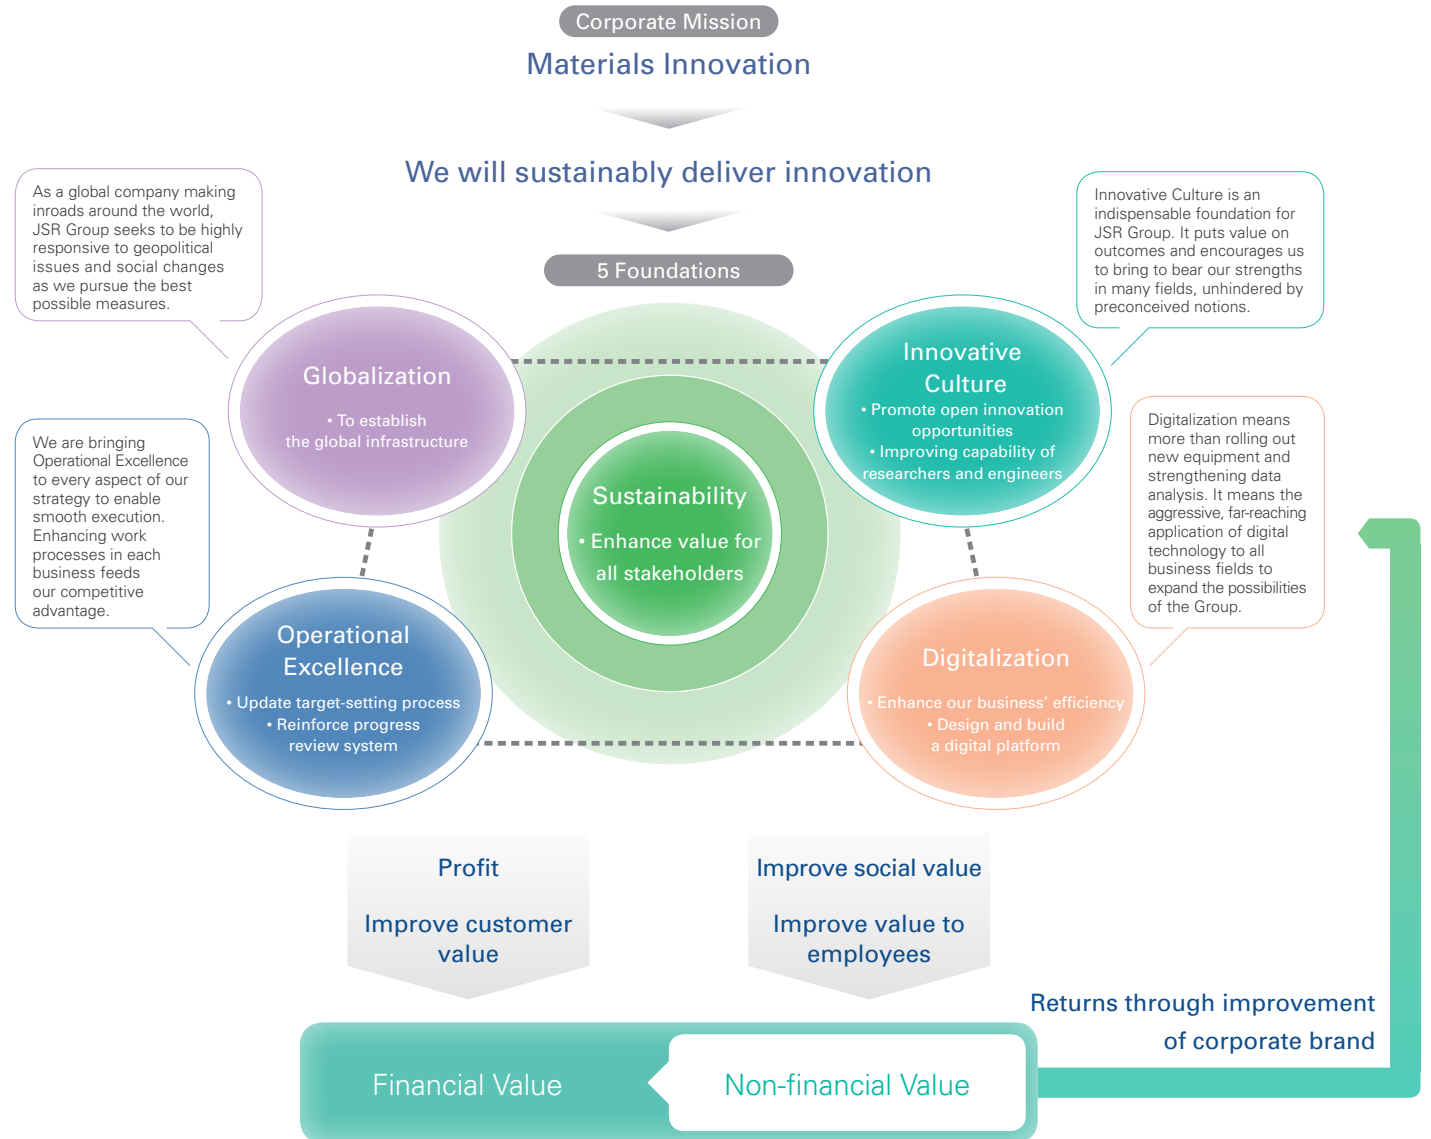 Corporate Mission
Materials Innovation
We will sustainably deliver innovation
5 Foundations
As a global company making
inroads around the world,
JSR Group seeks to be highly
responsive to geopolitical
issues and social changes
as we pursue the best
possible measures.
Globalization
• To establish
the global infrastructure
Innovative Culture is an
indispensable foundation for
JSR Group. It puts value on
outcomes and encourages us
to bring to bear our strengths
in many fields, unhindered by
preconceived notions.
Innovative
Culture
• Promote open innovation
opportunities
• Improving capability of
researchers and engineers
Sustainability
• Enhance value for
all stakeholders
We are bringing
Operational Excellence
to every aspect of our
strategy to enable
smooth execution.
Enhancing work
processes in each
business feeds
our competitive
advantage.
Operational
Excellence
• Update target-setting process
• Reinforce progress
review system
Digitalization means
more than rolling out
new equipment and
strengthening data
analysis. It means the
aggressive, far-reaching
application of digital
technology to all
business fields to
expand the possibilities
of the Group.
Digitalization
• Enhance our business’ efficiency
• Design and build
a digital platform
Profit
Improve customer
value
Improve social value
Improve value to
employees
Returns through improvement
of corporate brand
Financial Value
Non-financial Value